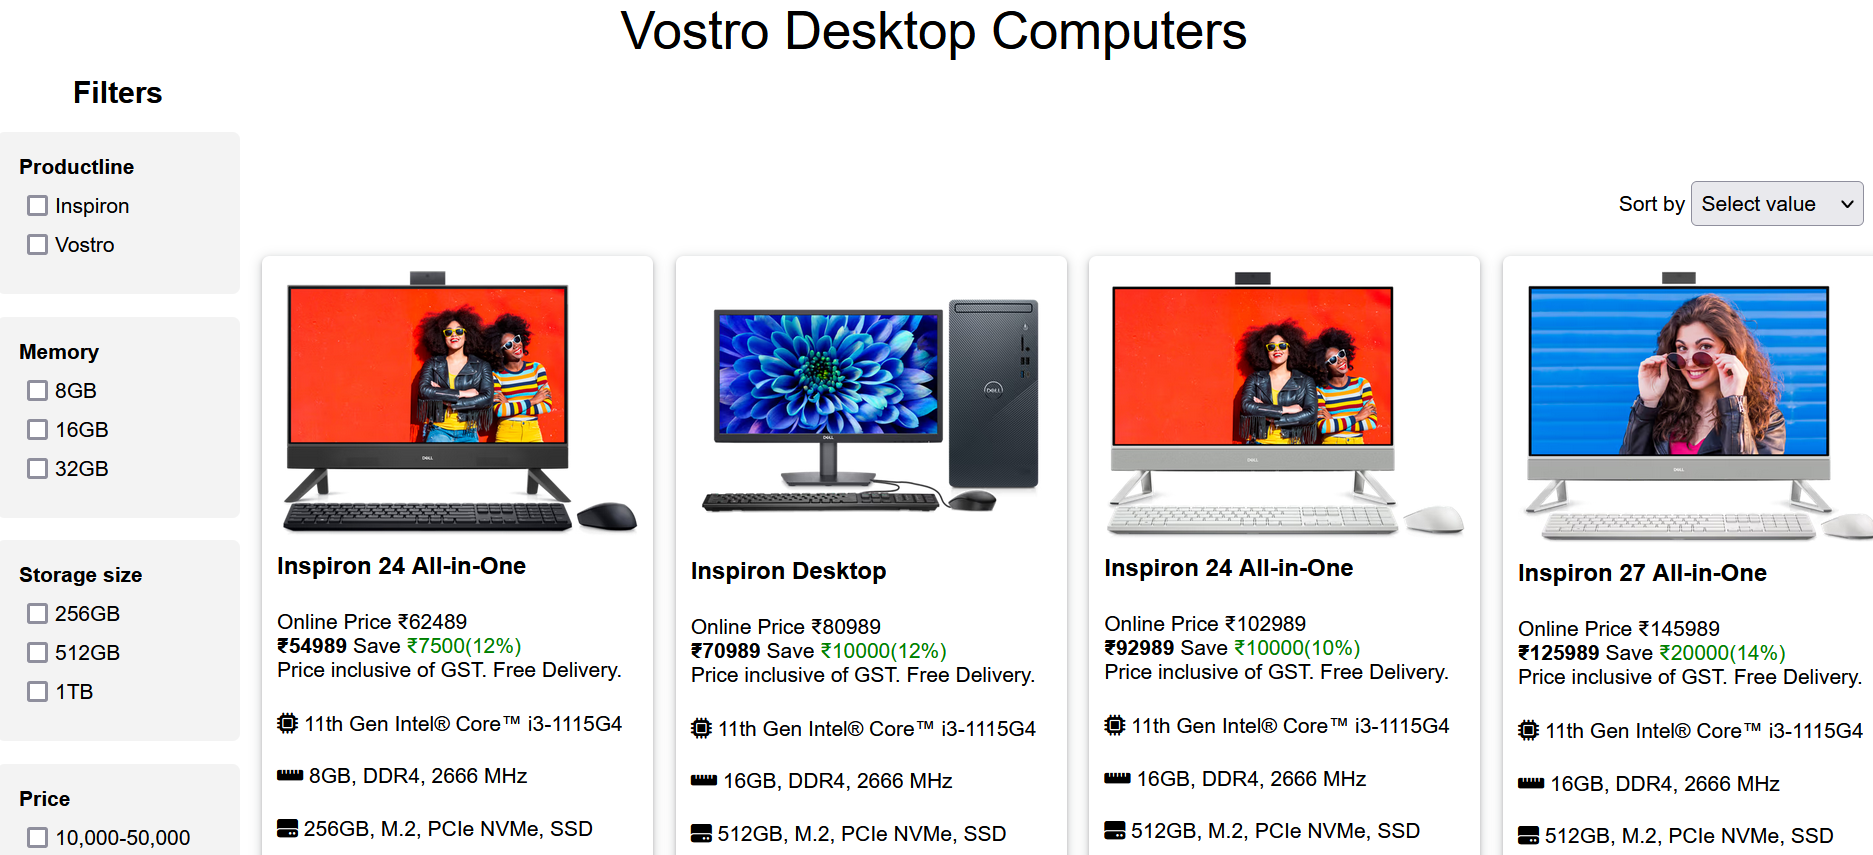 Vostro Desktop Computers
Filters
Productline
Inspiron
Vostro
Memory
8GB
16GB
32GB
Storage size
256GB
512GB
1TB
Price
10,000-50,000
Sort by Select value
DELL
Inspiron 24 All-in-One
Online Price ₹62489
₹54989 Save ₹7500(12%)
Price inclusive of GST. Free Delivery.
11th Gen Intel® Core™ i3-1115G4
8GB, DDR4, 2666 MHz
256GB, M.2, PCIe NVMe, SSD
DELL
DELL
Inspiron Desktop
Online Price ₹80989
₹70989 Save ₹10000(12%)
Price inclusive of GST. Free Delivery.
11th Gen Intel® Core™ i3-1115G4
16GB, DDR4, 2666 MHz
512GB, M.2, PCIe NVMe, SSD
DELL
Inspiron 24 All-in-One
Online Price ₹102989
₹92989 Save ₹10000(10%)
Price inclusive of GST. Free Delivery.
11th Gen Intel® Core™ i3-1115G4
16GB, DDR4, 2666 MHz
512GB, M.2, PCIe NVMe, SSD
DELL
Inspiron 27 All-in-One
Online Price ₹145989
₹125989 Save ₹20000(14%)
Price inclusive of GST. Free Delivery.
11th Gen Intel® Core™ i3-1115G4
16GB, DDR4, 2666 MHz
512GB, M.2, PCIe NVMe, SSD